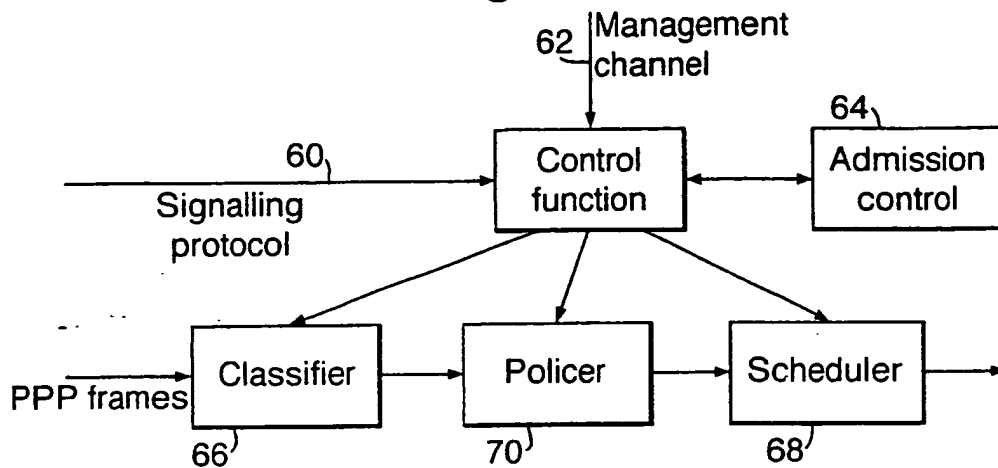 62
Management
channel
64
60
Control
function
Admission
control
Signalling
protocol
Classifier
Policer
Scheduler
PPP frames
66
70
68